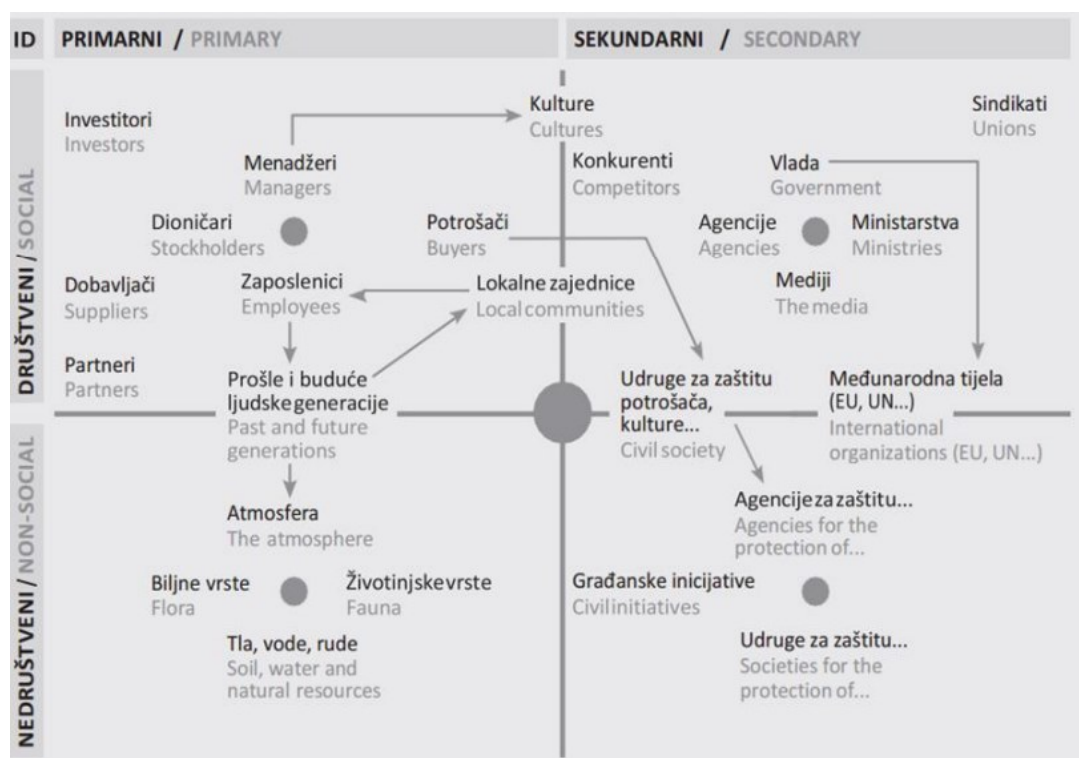 ID PRIMARNI / PRIMARY SEKUNDARNI / SECONDARY
DRUŠTVENI / SOCIAL
Investitori
Investors
Menadžeri
Managers
Dioničari
Stockholders
Dobavljači
Suppliers
Zaposlenici
Employees
Partneri
Partners
Prošle i buduće
ljudske generacije
Past and future
generations
Kulture
Cultures
Potrošači
Buyers
Lokalne zajednice
Local communities
Konkurenti
Competitors
Vlada
Government
Sindikati
Unions
Agencije
Agencies
Ministarstva
Ministries
Mediji
The media
Udruge za zaštitu
potrošača,
kulture...
Civil society
Međunarodna tijela
(EU, UN...)
International
organizations (EU, UN...)
NEDRUŠTVENI / NON-SOCIAL
Atmosfera
The atmosphere
Biljne vrste
Flora
Životinjske vrste
Fauna
Tla, vode, rude
Soil, water and
natural resources
Agencije za zaštitu...
Agencies for the
protection of...
Građanske inicijative
Civil initiatives
Udruge za zaštitu...
Societies for the
protection of...